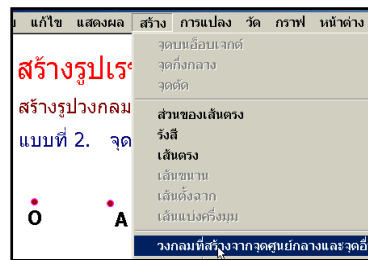 แก้ไข แสดงผล สร้าง การแปลง วัด กราฟ หน้าต่าง
จุดบนอ็อบเจกต์
จุดกึ่งกลาง
จุดตัด
ส่วนของเส้นตรง
รังสี
เส้นตรง
เส้นขนาน
เส้นตั้งฉาก
เส้นแบ่งครึ่งมุม
วงกลมที่สร้างจากจุดศูนย์กลางและจุดอื่
สร้างรูปเร
สร้างรูปวงกลม
แบบที่ 2. จุด
O A